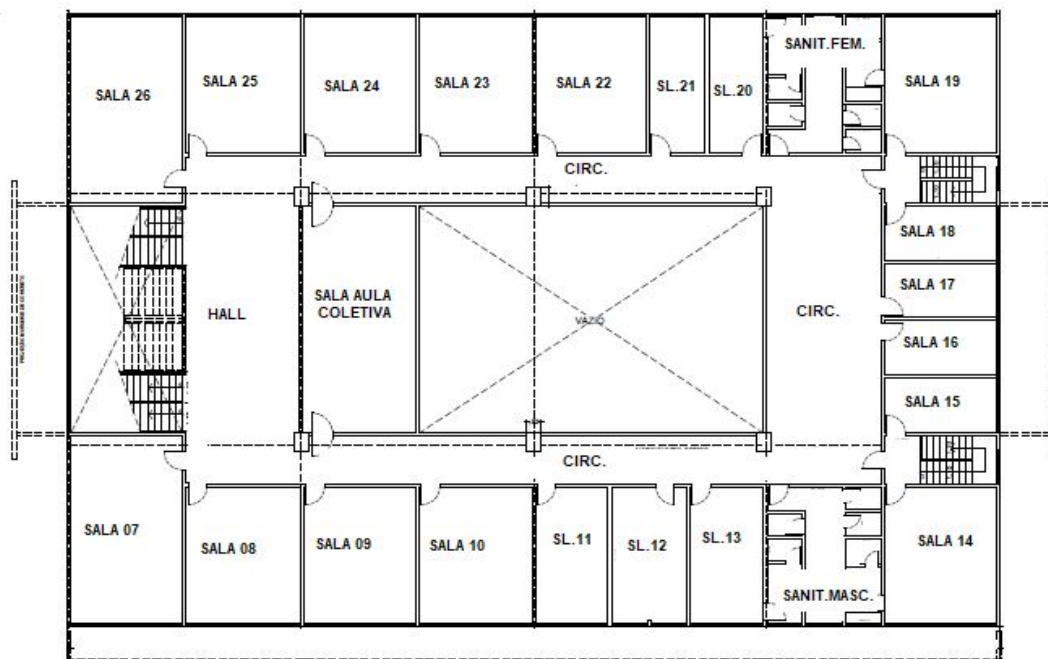 SANIT.FEM.
SALA 26
SALA 25
SALA 24
SALA 23
SALA 22
SL.21
SL.20
SALA 19
CIRC.
SALA 18
HALL
SALA AULA
COLETIVA
VAZIO
CIRC.
SALA 17
SALA 16
SALA 15
CIRC.
SALA 07
SALA 08
SALA 09
SALA 10
SL.11
SL.12
SL.13
SALA 14
SANIT.MASC.